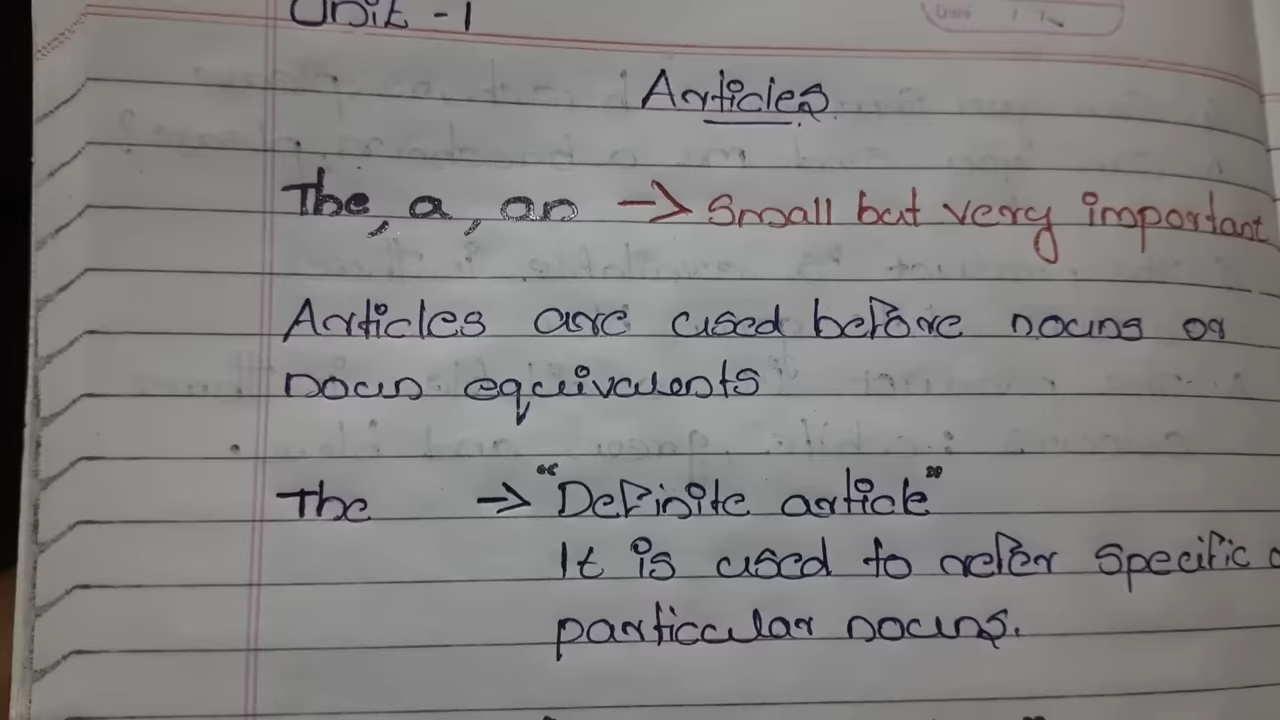 Unit - 1
Articles
The, a, an → Small but very important
Articles are used before nouns or
noun equivalents
The → "Definite article"
It is used to refer specific
particular nouns.